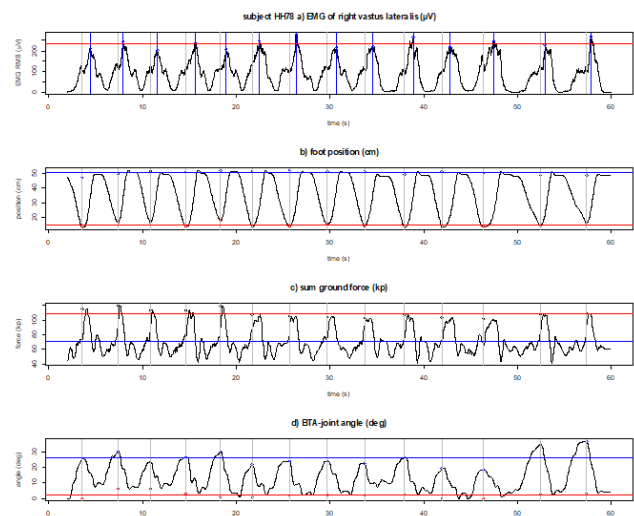 subject HH78 a) EMG of right vastus lateralis (µV)
EMG RMS (µV)
0 100 200
0 10 20 30 40 50 60
time (s)
b) foot position (cm)
position (cm)
20 30 40 50
0 10 20 30 40 50 60
time (s)
c) sum ground force (kp)
force (kp)
40 60 80 100
0 10 20 30 40 50 60
time (s)
d) BTA-joint angle (deg)
angle (deg)
0 10 20 30
0 10 20 30 40 50 60
time (s)